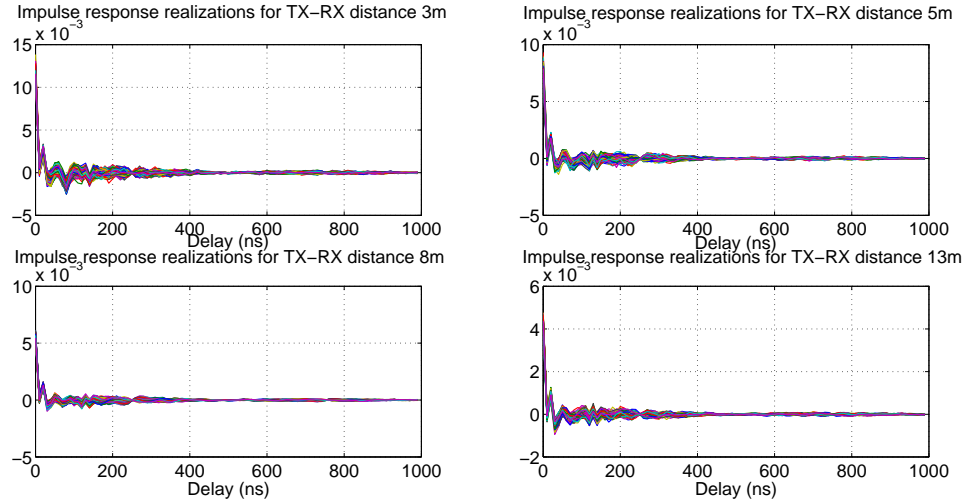 Impulse response realizations for TX−RX distance 3m
x 10−3
15
10
5
0
−5
0 200 400 600 800 1000
Delay (ns)
Impulse response realizations for TX−RX distance 5m
x 10−3
10
5
0
−5
0 200 400 600 800 1000
Delay (ns)
Impulse response realizations for TX−RX distance 8m
x 10−3
10
5
0
−5
0 200 400 600 800 1000
Delay (ns)
Impulse response realizations for TX−RX distance 13m
x 10−3
6
4
2
0
−2
0 200 400 600 800 1000
Delay (ns)